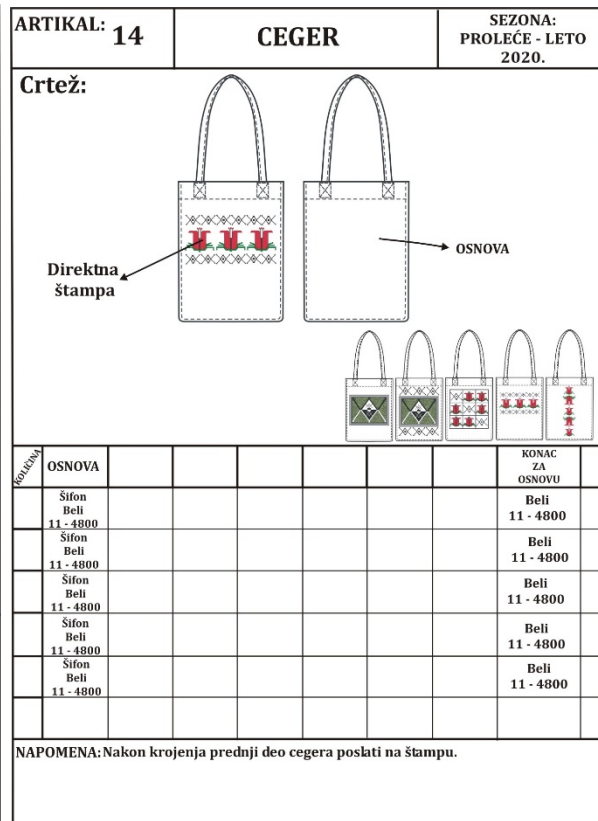 ARTIKAL: 14
CEGER
SEZONA:
PROLEĆE - LETO
2020.
Crtež:
Direktna
štampa
OSNOVA
KOLIČINA
OSNOVA
KONAC
ZA
OSNOVU
Šifon
Beli
11 - 4800
Beli
11 - 4800
Šifon
Beli
11 - 4800
Beli
11 - 4800
Šifon
Beli
11 - 4800
Beli
11 - 4800
Šifon
Beli
11 - 4800
Beli
11 - 4800
Šifon
Beli
11 - 4800
Beli
11 - 4800
NAPOMENA: Nakon krojenja prednji deo cegera poslati na štampu.